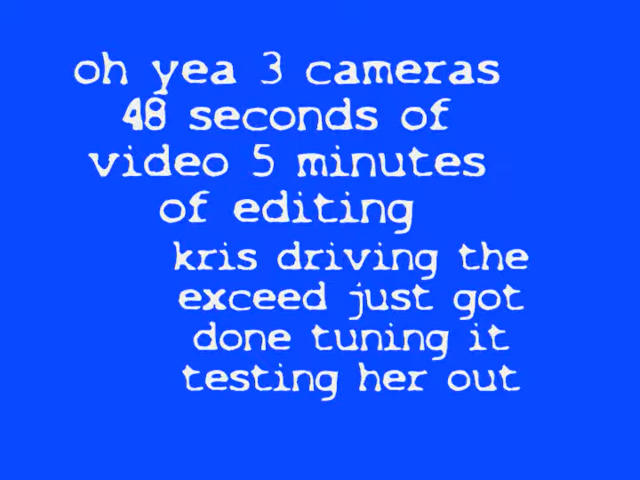 oh yea 3 cameras
48 seconds of
video 5 minutes
of editing
kris driving the
exceed just got
done tuning it
testing her out